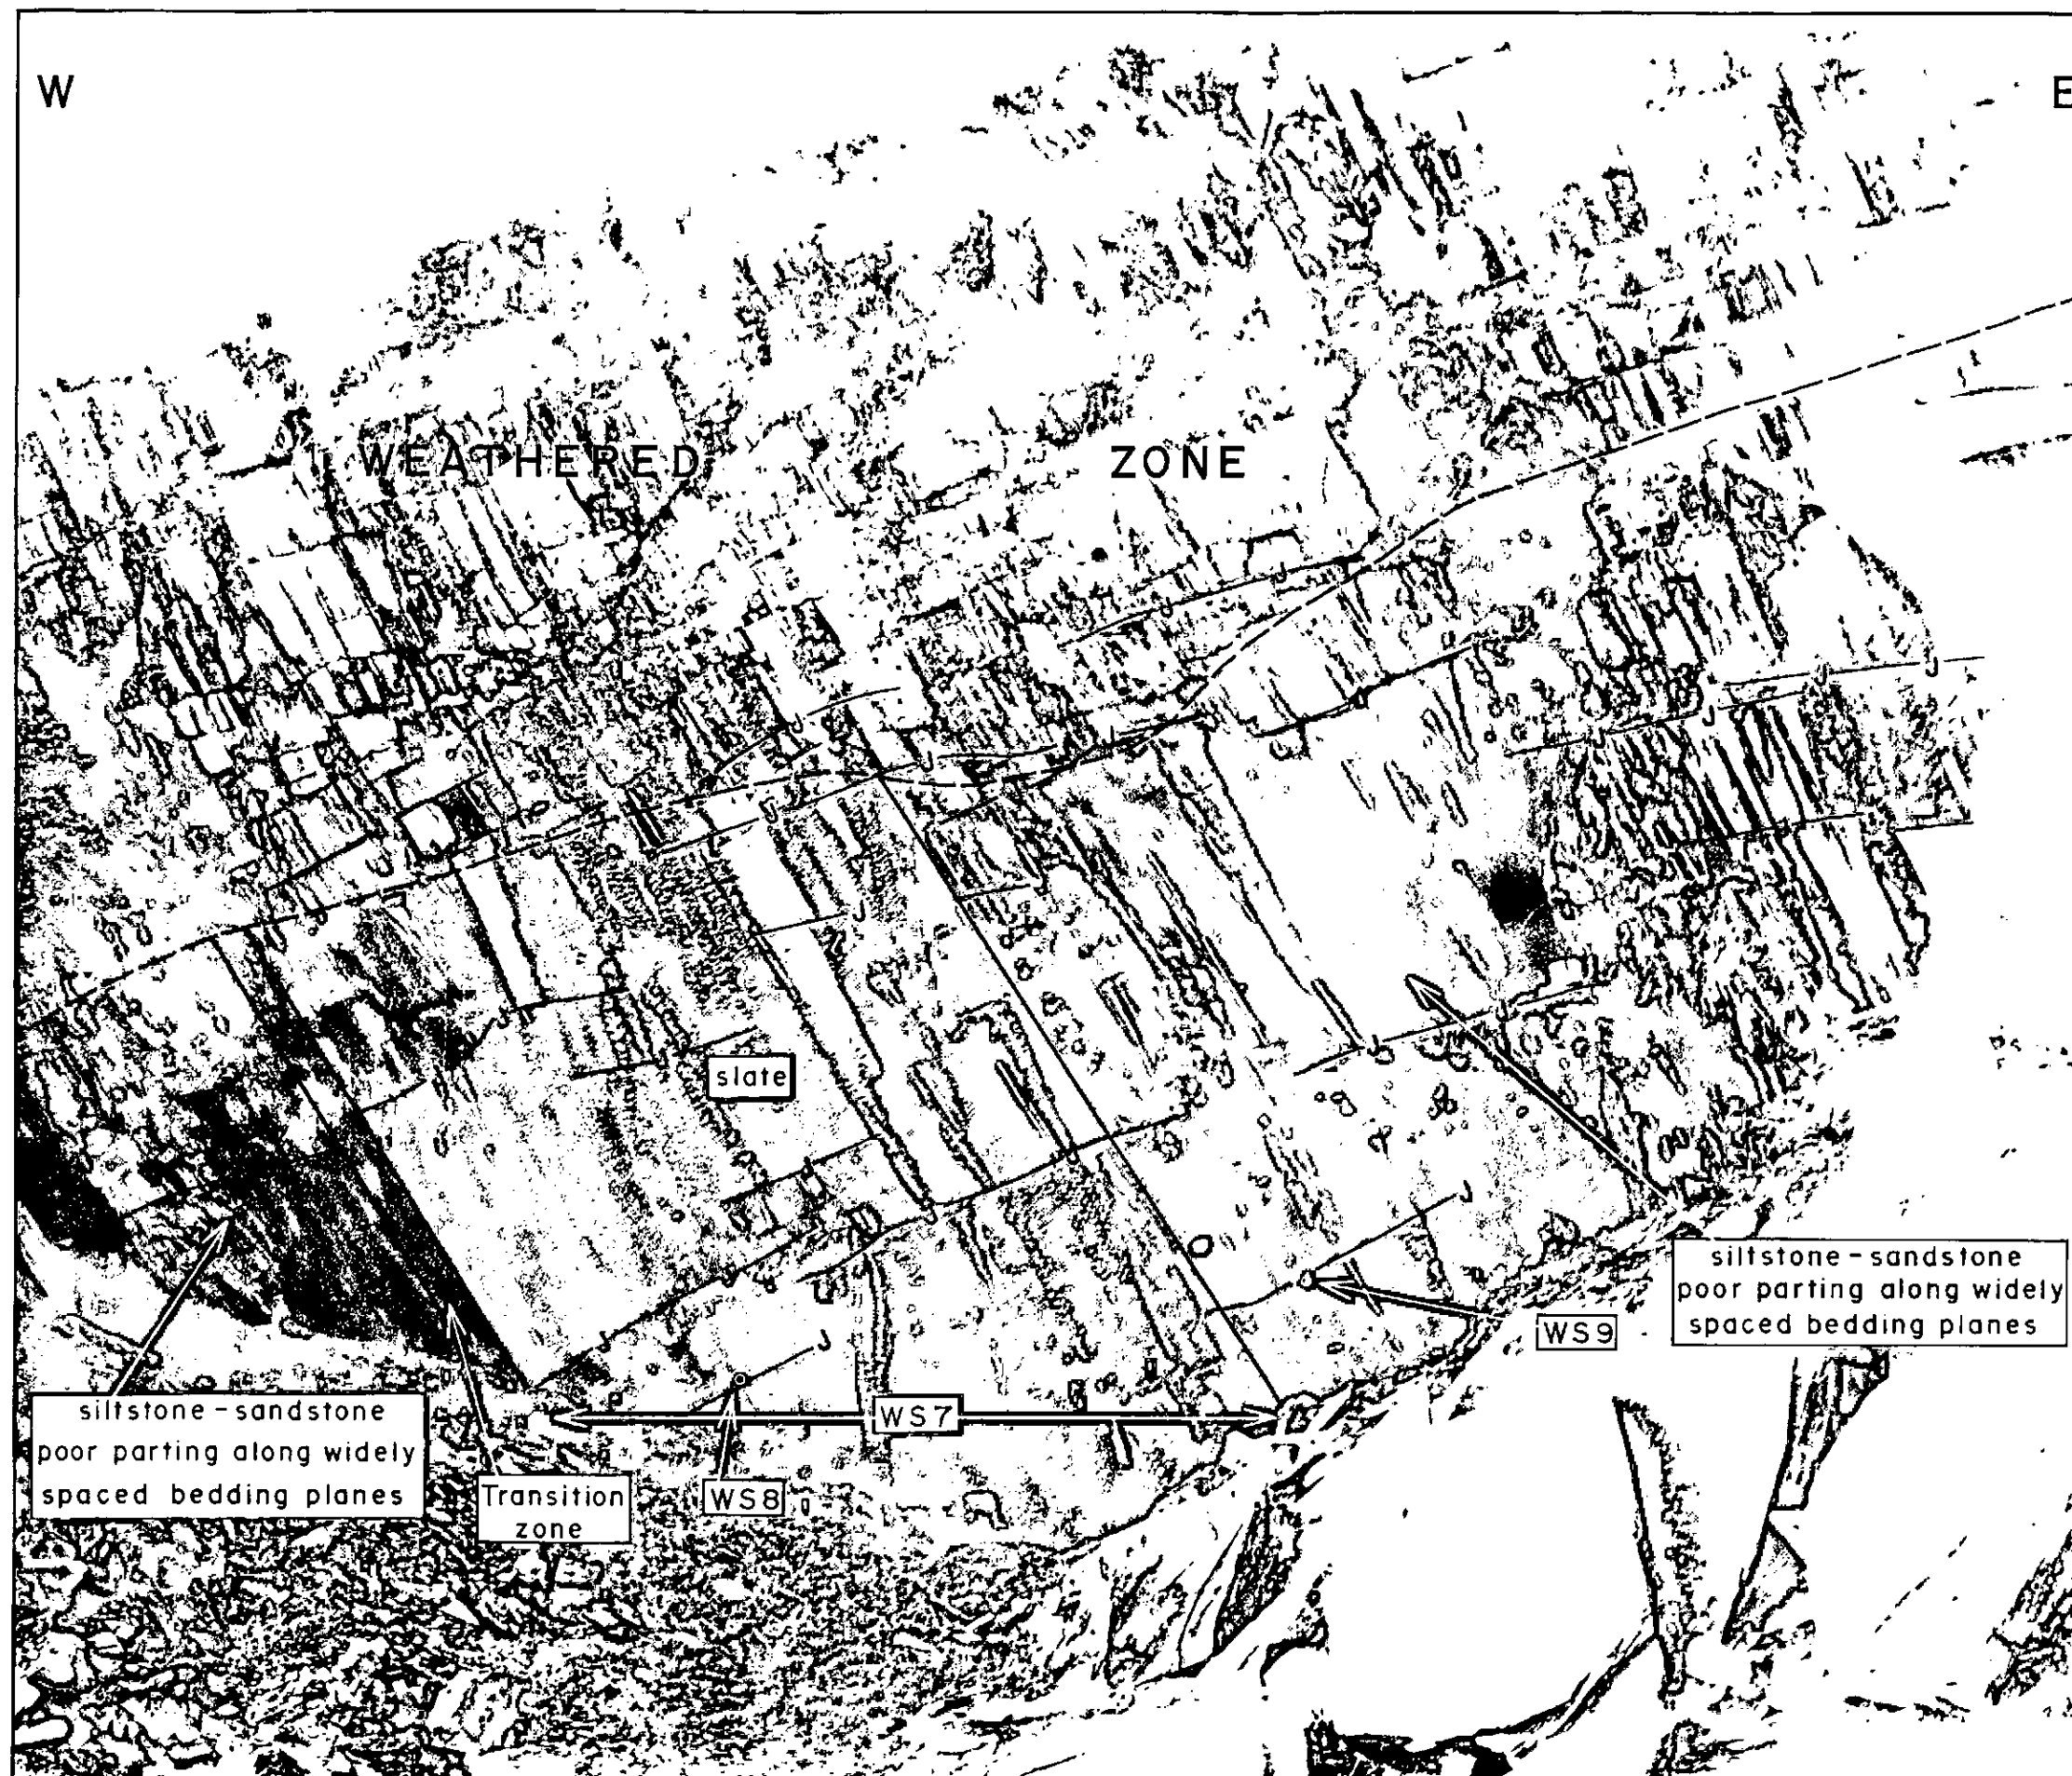 W
E
WEATHERED ZONE
slate
siltstone-sandstone
poor parting along widely
spaced bedding planes
WS9
siltstone-sandstone
poor parting along widely
spaced bedding planes
WS7
Transition
zone
WS8
J
J
J
J
J
J
J
J
J